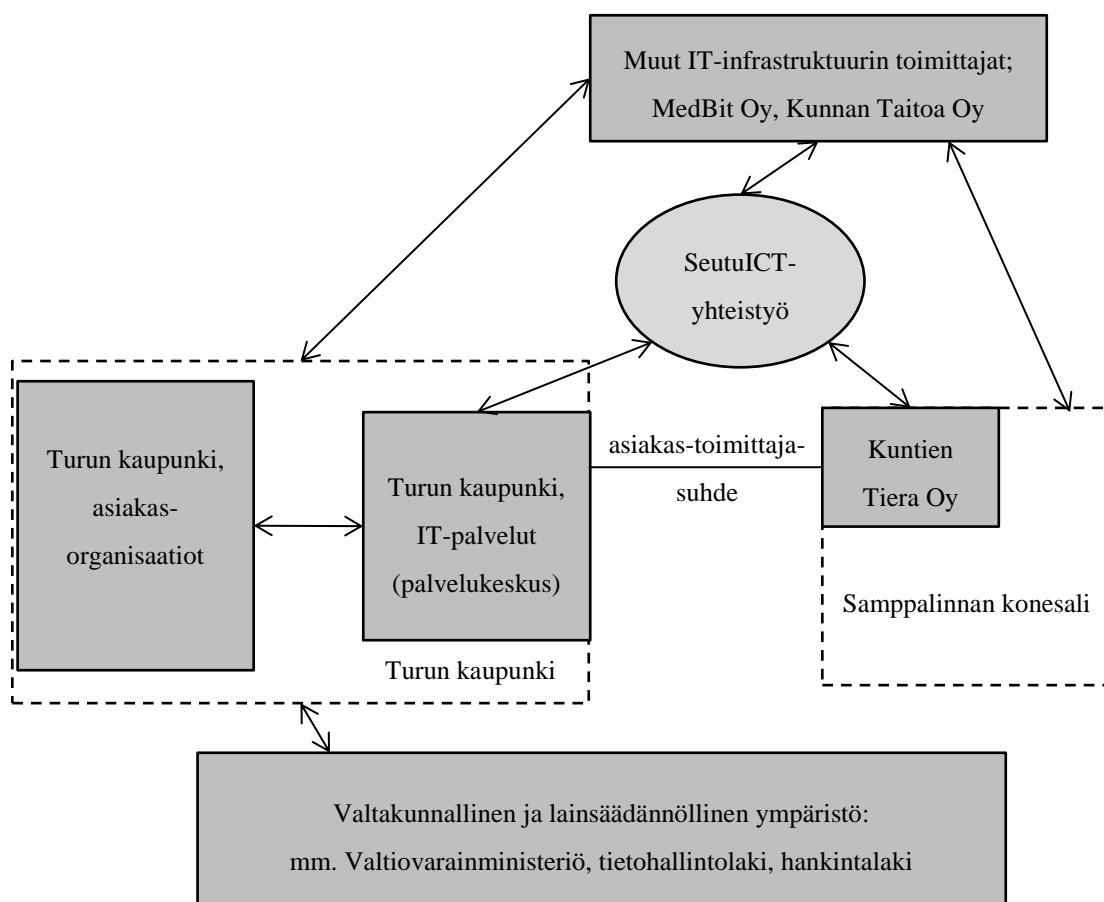 Muut IT-infrastruktuurin toimittajat;
MedBit Oy, Kunnan Taitoa Oy
SeutuICT-
yhteistyö
Turun kaupunki,
asiakas-
organisaatiot
Turun kaupunki,
IT-palvelut
(palvelukeskus)
Turun kaupunki
asiakas-toimittaja-
suhde
Kuntien
Tiera Oy
Samppalinnan konesali
Valtakunnallinen ja lainsäädännöllinen ympäristö:
mm. Valtiovarainministeriö, tietohallintolaki, hankintalaki